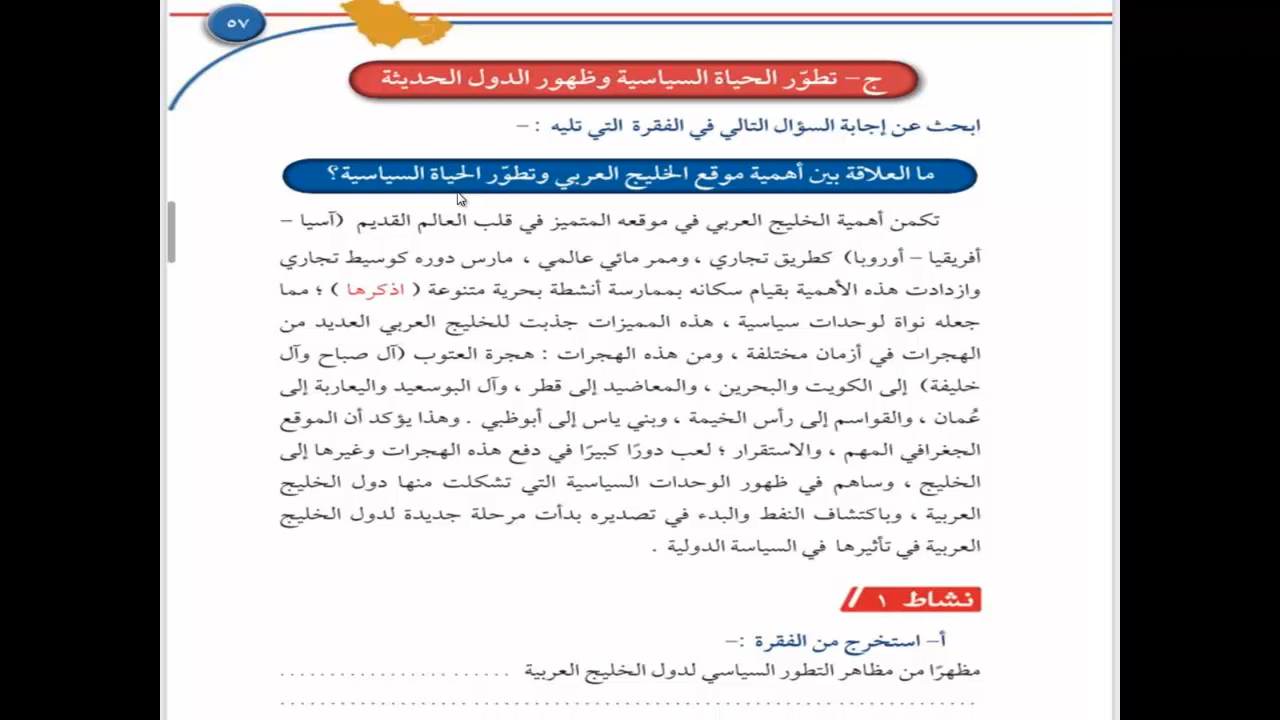 ٥٧
ج- تطوّر الحياة السياسية وظهور الدول الحديثة
ابحث عن إجابة السؤال التالي في الفقرة التي تليه : -
ما العلاقة بين أهمية موقع الخليج العربي وتطوّر الحياة السياسية؟
تكمن أهمية الخليج العربي في موقعه المتميز في قلب العالم القديم (آسيا -
أفريقيا - أوروبا) كطريق تجاري ، وممر مائي عالمي ، مارس دوره كوسيط تجاري
وازدادت هذه الأهمية بقيام سكانه بممارسة أنشطة بحرية متنوعة ( اذكرها ) ؛ مما
جعله نواة لوحدات سياسية ، هذه المميزات جذبت للخليج العربي العديد من
الهجرات في أزمان مختلفة ، ومن هذه الهجرات : هجرة العتوب (آل صباح وآل
خليفة) إلى الكويت والبحرين ، والمعاضيد إلى قطر ، وآل البوسعيد واليعاربة إلى
عُمان ، والقواسم إلى رأس الخيمة ، وبني ياس إلى أبوظبي . وهذا يؤكد أن الموقع
الجغرافي المهم ، والاستقرار ؛ لعب دورًا كبيرًا في دفع هذه الهجرات وغيرها إلى
الخليج ، وساهم في ظهور الوحدات السياسية التي تشكلت منها دول الخليج
العربية ، وباكتشاف النفط والبدء في تصديره بدأت مرحلة جديدة لدول الخليج
العربية في تأثيرها في السياسة الدولية .
نشاط ١
أ- استخرج من الفقرة :-
مظهرًا من مظاهر التطور السياسي لدول الخليج العربية ......................